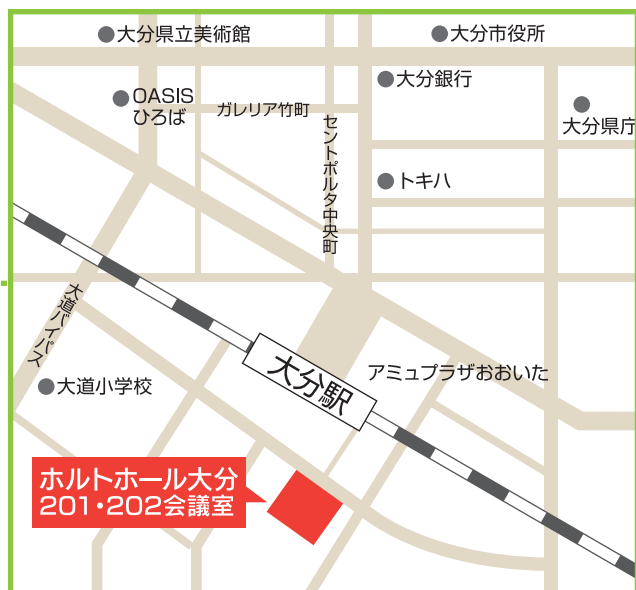 大分県立美術館
大分市役所
OASIS
ひろば
大分銀行
ガレリア竹町
大分県庁
セントポルタ中央町
トキハ
大道バイパス
大分駅
アミュプラザおおいた
大道小学校
ホルトホール大分
201・202会議室